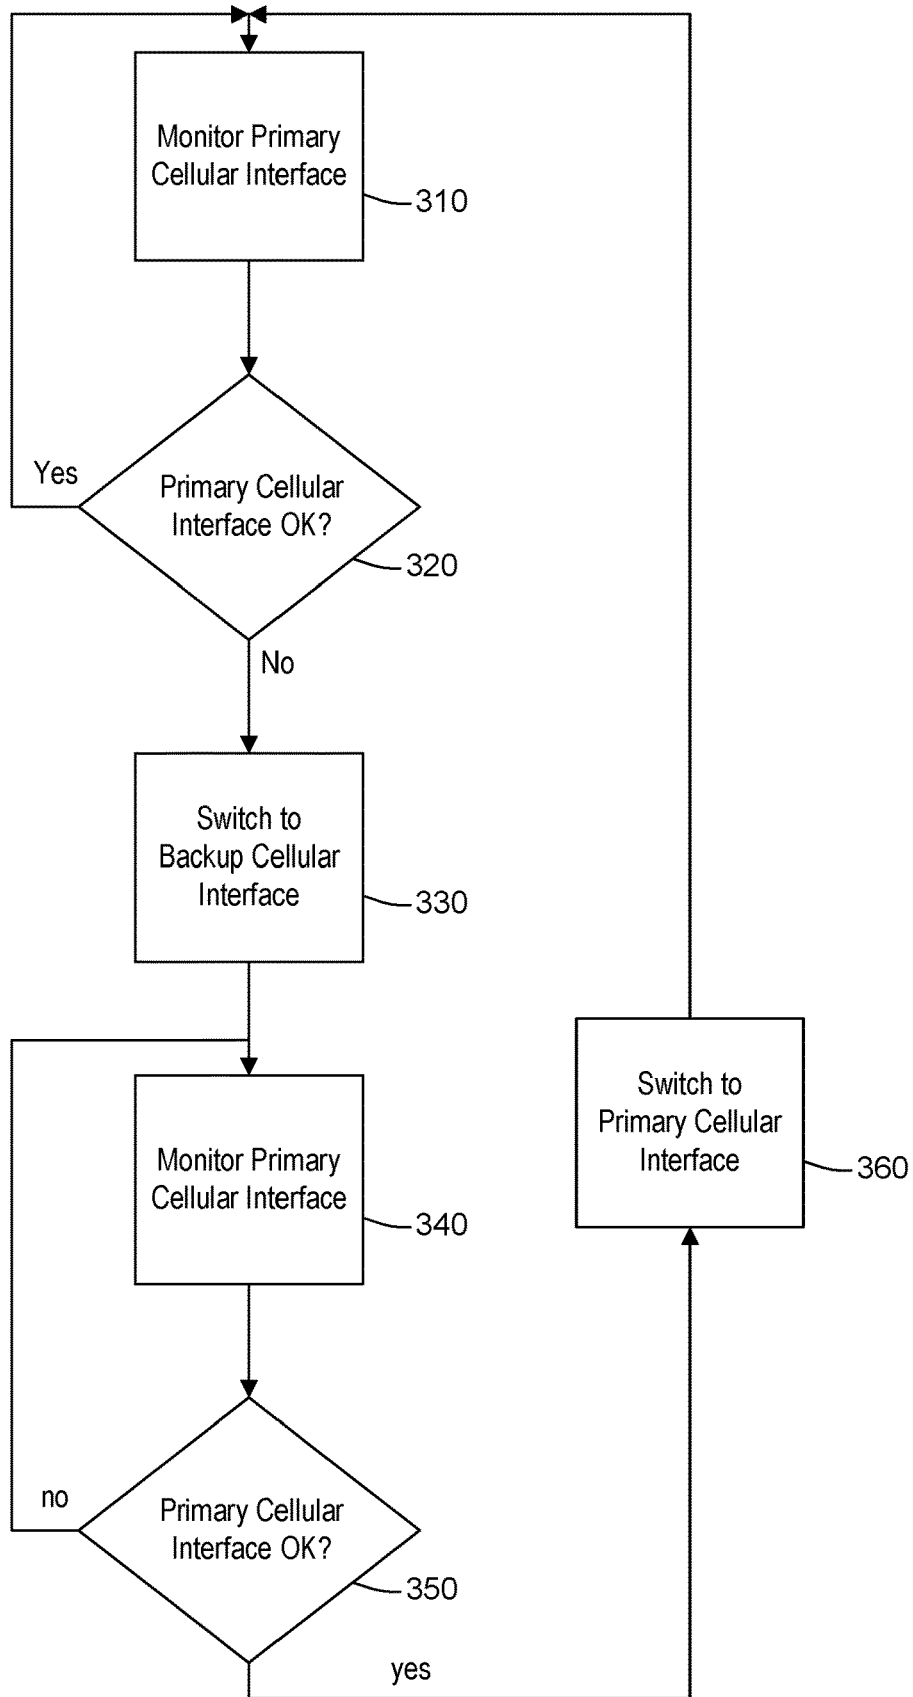 Monitor Primary
Cellular Interface
310
Yes
Primary Cellular
Interface OK?
320
No
Switch to
Backup Cellular
Interface
330
Switch to
Primary Cellular
Interface
360
Monitor Primary
Cellular Interface
340
no
Primary Cellular
Interface OK?
350
yes